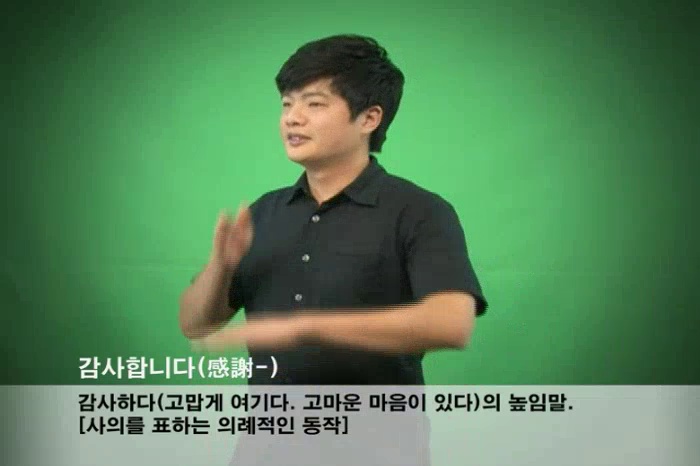 감사합니다(感謝-)
감사하다(고맙게 여기다. 고마운 마음이 있다)의 높임말.
[사의를 표하는 의례적인 동작]